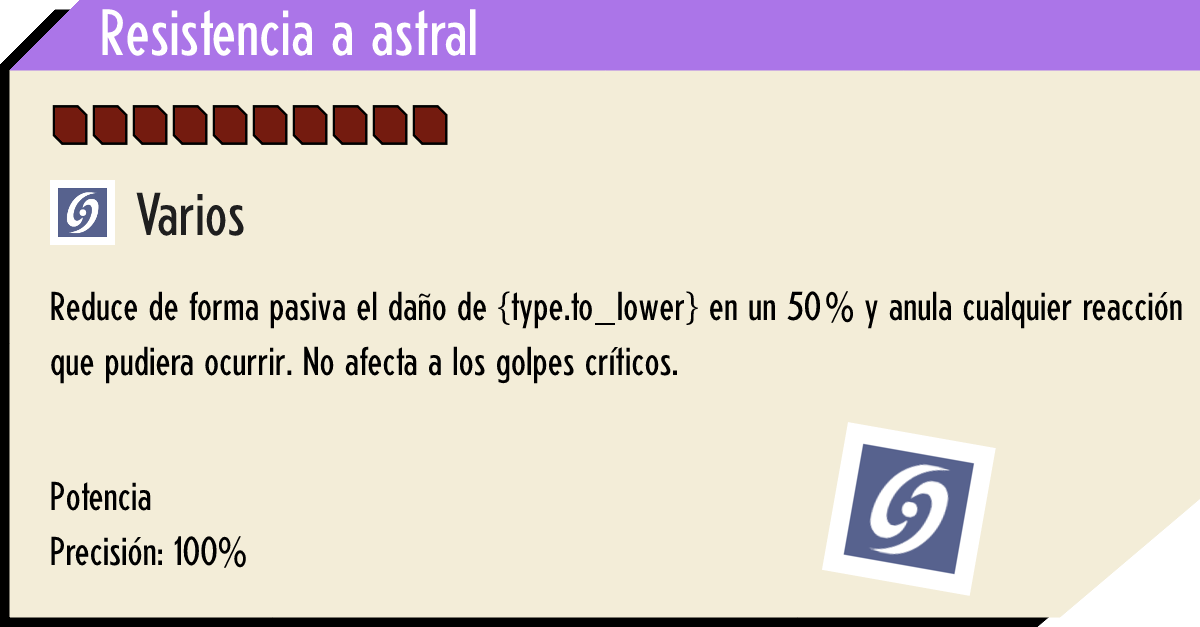 Resistencia a astral
Varios
Reduce de forma pasiva el daño de {type.to_lower} en un 50% y anula cualquier reacción
que pudiera ocurrir. No afecta a los golpes críticos.
Potencia
Precisión: 100%